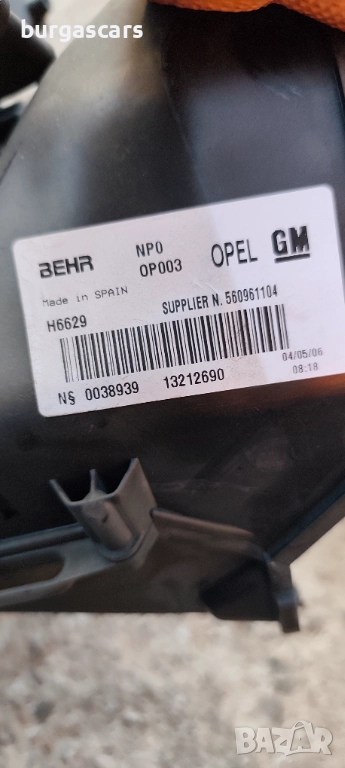 burgascars
BEHR NPO OPEL GM
OP003
Made in SPAIN
H6629 SUPPLIER N. 560961104
04/05/06
N§ 0038939 13212690 08:18
BAZAR